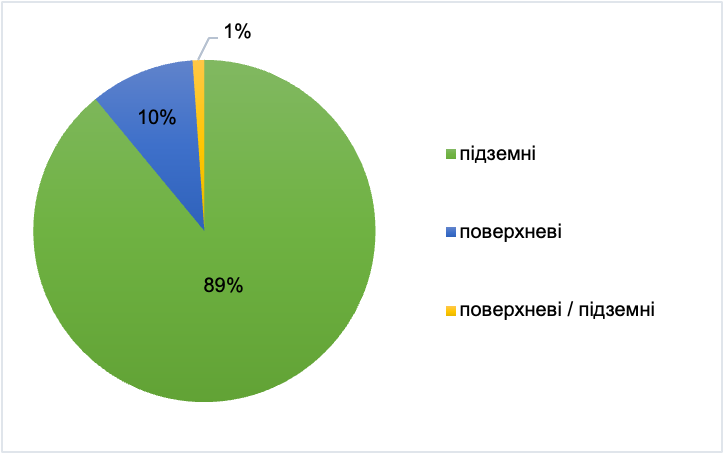 1%
10%
89%
підземні
поверхневі
поверхневі / підземні